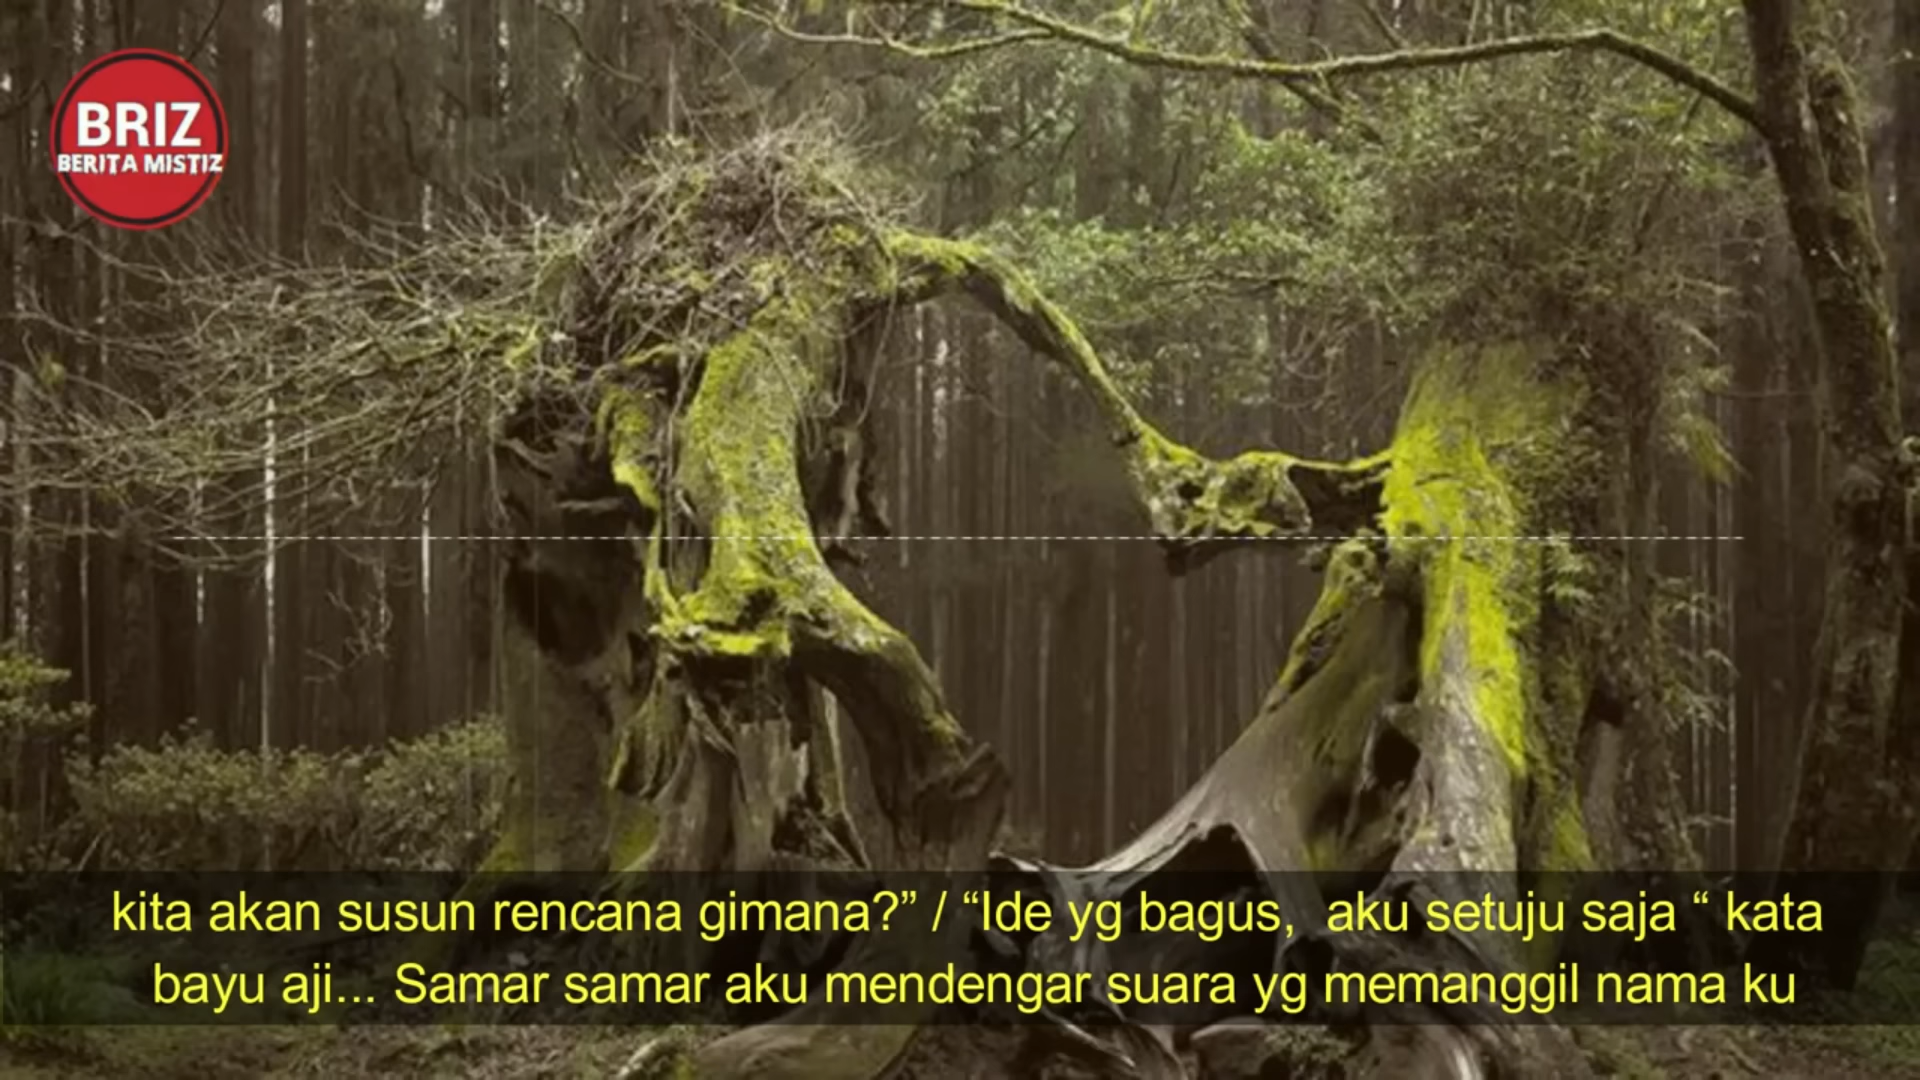 BRIZ
BERITA MISTIZ
kita akan susun rencana gimana?” / “Ide yg bagus,  aku setuju saja “ kata
bayu aji... Samar samar aku mendengar suara yg memanggil nama ku